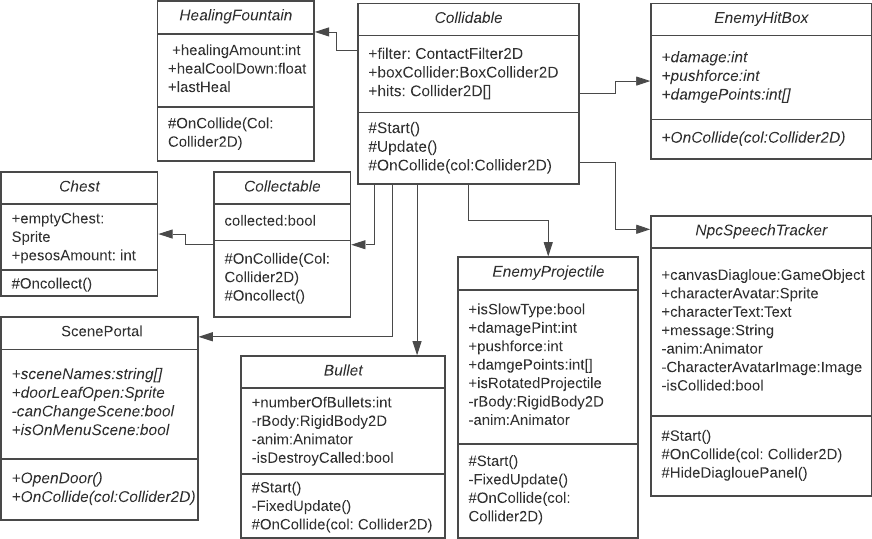 HealingFountain
+healingAmount:int
+healCoolDown:float
+lastHeal
#OnCollide(Col:
Collider2D)
Collidable
+filter: ContactFilter2D
+boxCollider:BoxCollider2D
+hits: Collider2D[]
#Start()
#Update()
#OnCollide(col:Collider2D)
EnemyHitBox
+damage:int
+pushforce:int
+damgePoints:int[]
+OnCollide(col:Collider2D)
Chest
+emptyChest:
Sprite
+pesosAmount: int
#Oncollect()
Collectable
collected:bool
#OnCollide(Col:
Collider2D)
#Oncollect()
ScenePortal
+sceneNames:string[]
+doorLeafOpen:Sprite
-canChangeScene:bool
+isOnMenuScene:bool
+OpenDoor()
+OnCollide(col:Collider2D)
Bullet
+numberOfBullets:int
-rBody:RigidBody2D
-anim:Animator
-isDestroyCalled:bool
#Start()
-FixedUpdate()
#OnCollide(col: Collider2D)
EnemyProjectile
+isSlowType:bool
+damagePint:int
+pushforce:int
+damgePoints:int[]
+isRotatedProjectile
-rBody:RigidBody2D
-anim:Animator
#Start()
-FixedUpdate()
#OnCollide(col:
Collider2D)
NpcSpeechTracker
+canvasDiagloue:GameObject
+characterAvatar:Sprite
+characterText:Text
+message:String
-anim:Animator
-CharacterAvatarImage:Image
-isCollided:bool
#Start()
#OnCollide(col: Collider2D)
#HideDiaglouePanel()